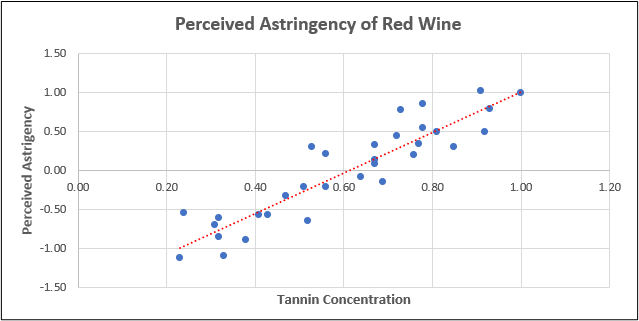 Perceived Astringency of Red Wine
1.50
1.00
0.50
0.00
0.00 0.20 0.40 0.60 0.80 1.00 1.20
-0.50
-1.00
-1.50
Perceived Astrigency
Tannin Concentration